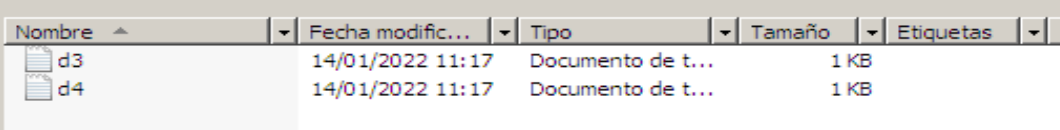 Nombre Fecha modific... Tipo Tamaño Etiquetas
d3 14/01/2022 11:17 Documento de t... 1 KB
d4 14/01/2022 11:17 Documento de t... 1 KB